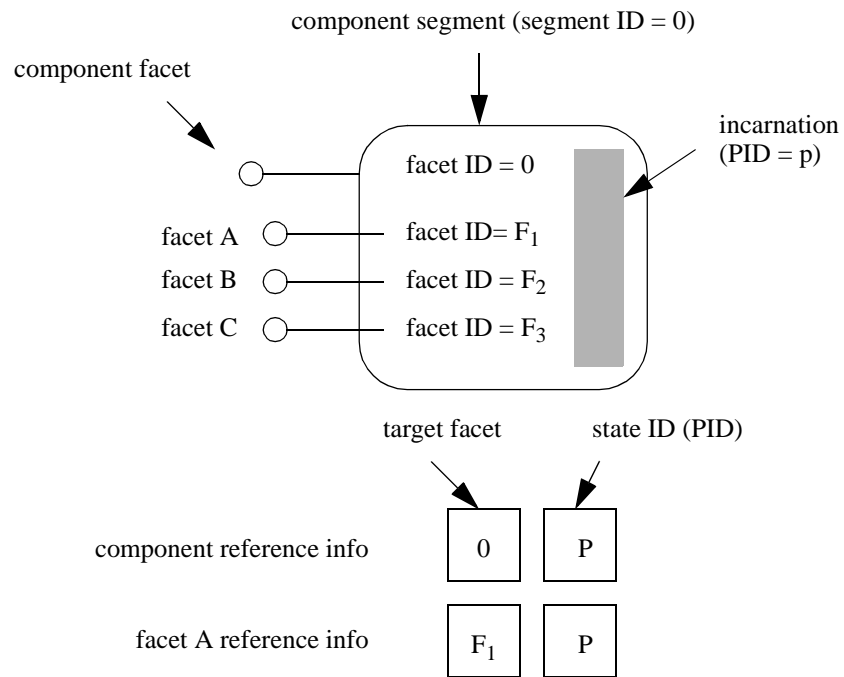 component segment (segment ID = 0)
component facet
incarnation
(PID = p)
facet ID = 0
facet A
facet ID= F1
facet B
facet ID = F2
facet C
facet ID = F3
target facet
state ID (PID)
component reference info
0
P
facet A reference info
F1
P